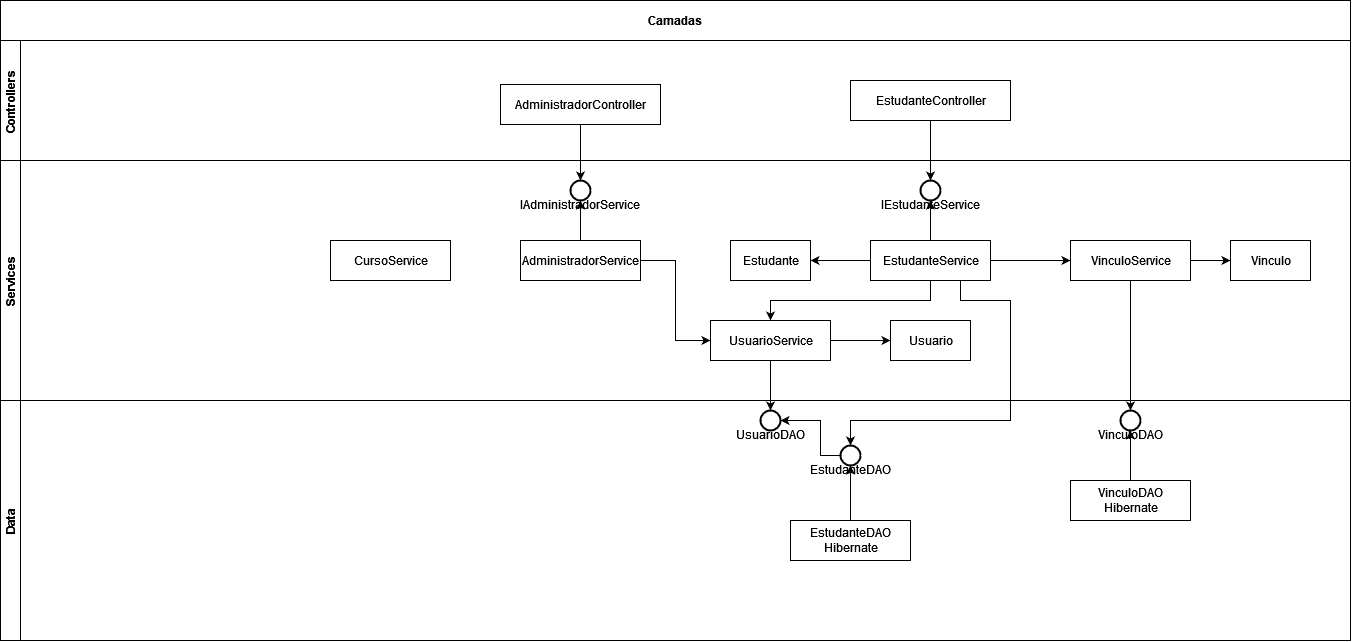 Camadas
Controllers
AdministradorController
EstudanteController
Services
IAdministradorService
IEstudanteService
CursoService
AdministradorService
Estudante
EstudanteService
VinculoService
Vinculo
UsuarioService
Usuario
Data
UsuarioDAO
VinculoDAO
EstudanteDAO
VinculoDAO
Hibernate
EstudanteDAO
Hibernate